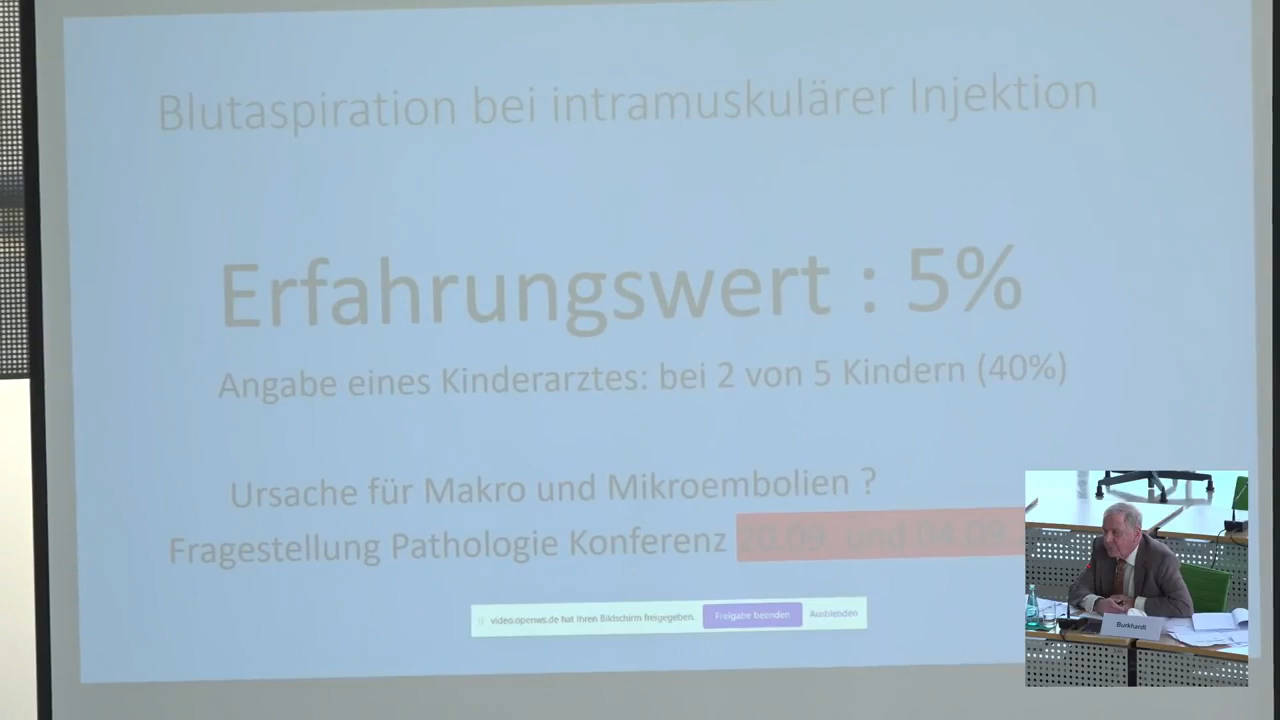 Blutaspiration bei intramuskulärer Injektion
Erfahrungswert : 5%
Angabe eines Kinderarztes: bei 2 von 5 Kindern (40%)
Ursache für Makro und Mikroembolien ?
Fragestellung Pathologie Konferenz 20.09. und 04.09.
video.openws.de hat Ihren Bildschirm freigegeben. Freigabe beenden Ausblenden
Burkhardt